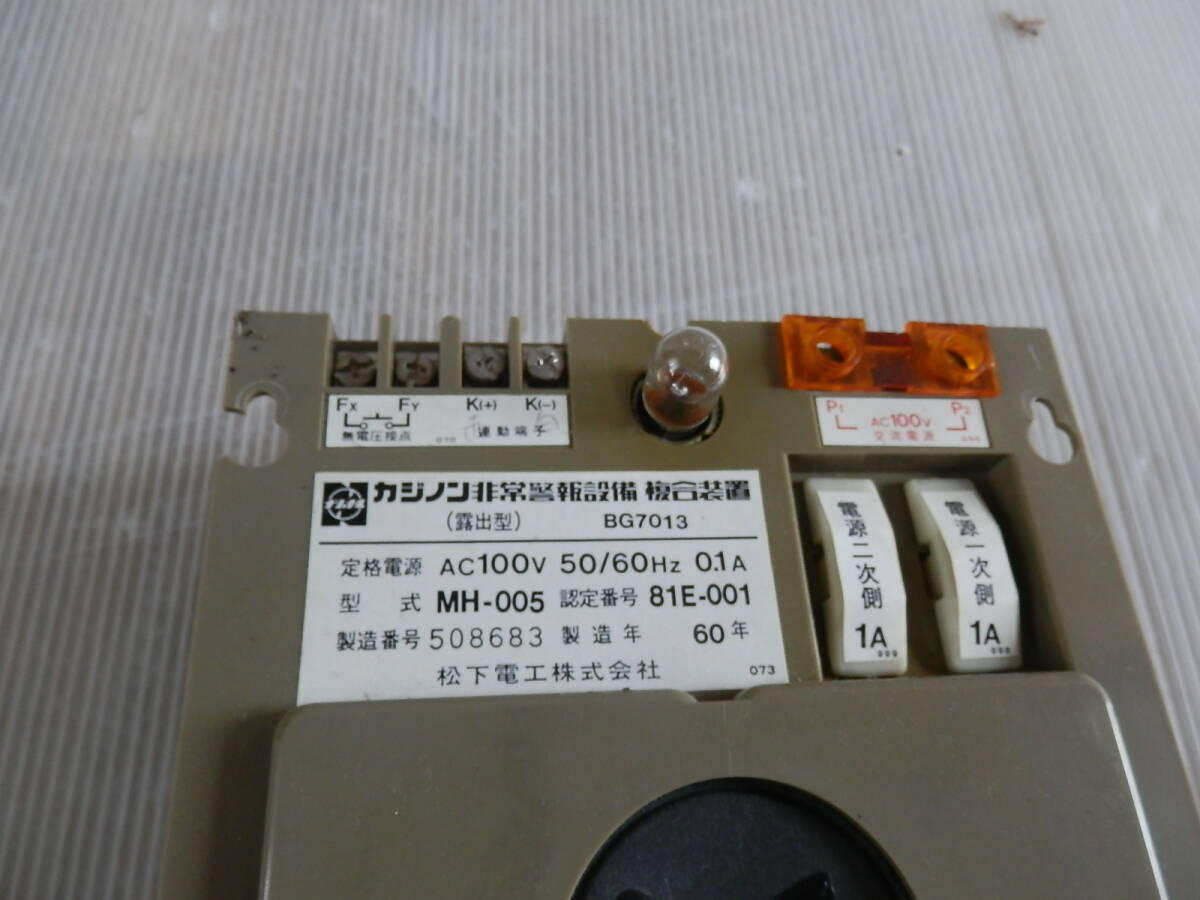 Fx Fy K(+) K(-)
無電圧接点 070 連動端子
P1 P2
AC100V
交流電源
カジノン非常警報設備 複合装置
(露出型) BG7013
定格電源 AC100V 50/60Hz 0.1A
型式 MH-005 認定番号 81E-001
製造番号 508683 製造年 60年
松下電工株式会社 073
電源二次側
1A
電源一次側
1A